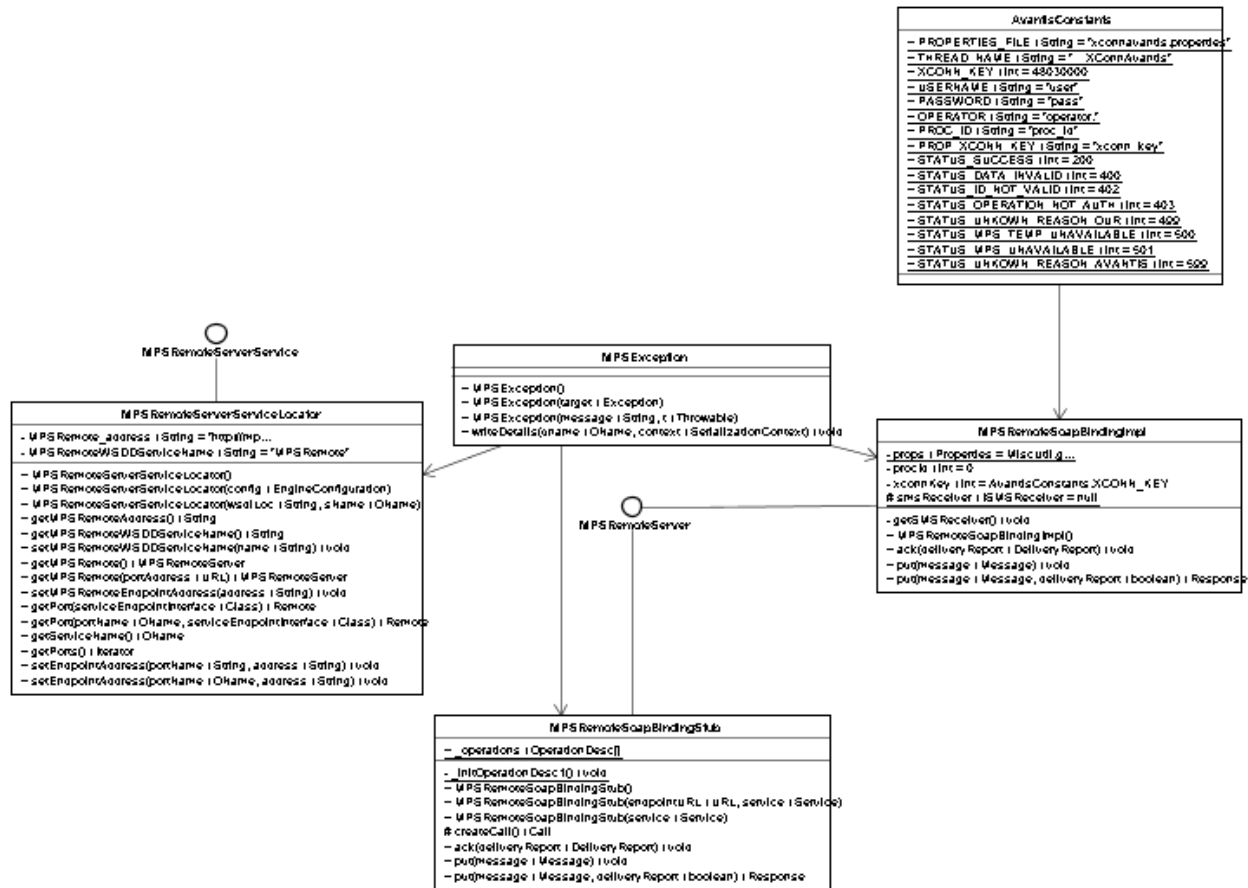 AvantisConstants
~ PROPERTIES_FILE : String = "xconnavantis.properties"
~ THREAD_NAME : String = "__XConnAvantis"
~ XCONN_KEY : int = 48030000
~ USERNAME : String = "user"
~ PASSWORD : String = "pass"
~ OPERATOR : String = "operator."
~ PROC_ID : String = "proc_id"
~ PROP_XCONN_KEY : String = "xconn_key"
~ STATUS_SUCCESS : int = 200
~ STATUS_DATA_INVALID : int = 400
~ STATUS_ID_NOT_VALID : int = 402
~ STATUS_OPERATION_NOT_AUTH : int = 403
~ STATUS_UNKOWN_REASON_OUR : int = 499
~ STATUS_MPS_TEMP_UNAVAILABLE : int = 500
~ STATUS_MPS_UNAVAILABLE : int = 501
~ STATUS_UNKOWN_REASON_AVANTIS : int = 599
MPSRemoteServerService
MPSException
~ MPSException()
~ MPSException(target : Exception)
~ MPSException(message : String, t : Throwable)
~ writeDetails(qname : QName, context : SerializationContext) : void
MPSRemoteServerServiceLocator
- MPSRemote_address : String = "http://mp...
- MPSRemoteWSDDServiceName : String = "MPSRemote"
~ MPSRemoteServerServiceLocator()
~ MPSRemoteServerServiceLocator(config : EngineConfiguration)
~ MPSRemoteServerServiceLocator(wsdlLoc : String, sName : QName)
~ getMPSRemoteAddress() : String
~ getMPSRemoteWSDDServiceName() : String
~ setMPSRemoteWSDDServiceName(name : String) : void
~ getMPSRemote() : MPSRemoteServer
~ getMPSRemote(portAddress : URL) : MPSRemoteServer
~ setMPSRemoteEndpointAddress(address : String) : void
~ getPort(serviceEndpointInterface : Class) : Remote
~ getPort(portName : QName, serviceEndpointInterface : Class) : Remote
~ getServiceName() : QName
~ getPorts() : Iterator
~ setEndpointAddress(portName : String, address : String) : void
~ setEndpointAddress(portName : QName, address : String) : void
MPSRemoteSoapBindingImpl
- props : Properties = Misc.util.g...
- procId : int = 0
- xconnKey : int = AvantisConstants.XCONN_KEY
# smsReceiver : ISMSReceiver = null
- getSMSReceiver() : void
~ MPSRemoteSoapBindingImpl()
~ ack(deliveryReport : DeliveryReport) : void
~ put(message : Message) : void
~ put(message : Message, deliveryReport : boolean) : Response
MPSRemoteServer
MPSRemoteSoapBindingStub
~ _operations : OperationDesc[]
- _initOperationDesc1() : void
~ MPSRemoteSoapBindingStub()
~ MPSRemoteSoapBindingStub(endpointURL : URL, service : Service)
~ MPSRemoteSoapBindingStub(service : Service)
# createCall() : Call
~ ack(deliveryReport : DeliveryReport) : void
~ put(message : Message) : void
~ put(message : Message, deliveryReport : boolean) : Response